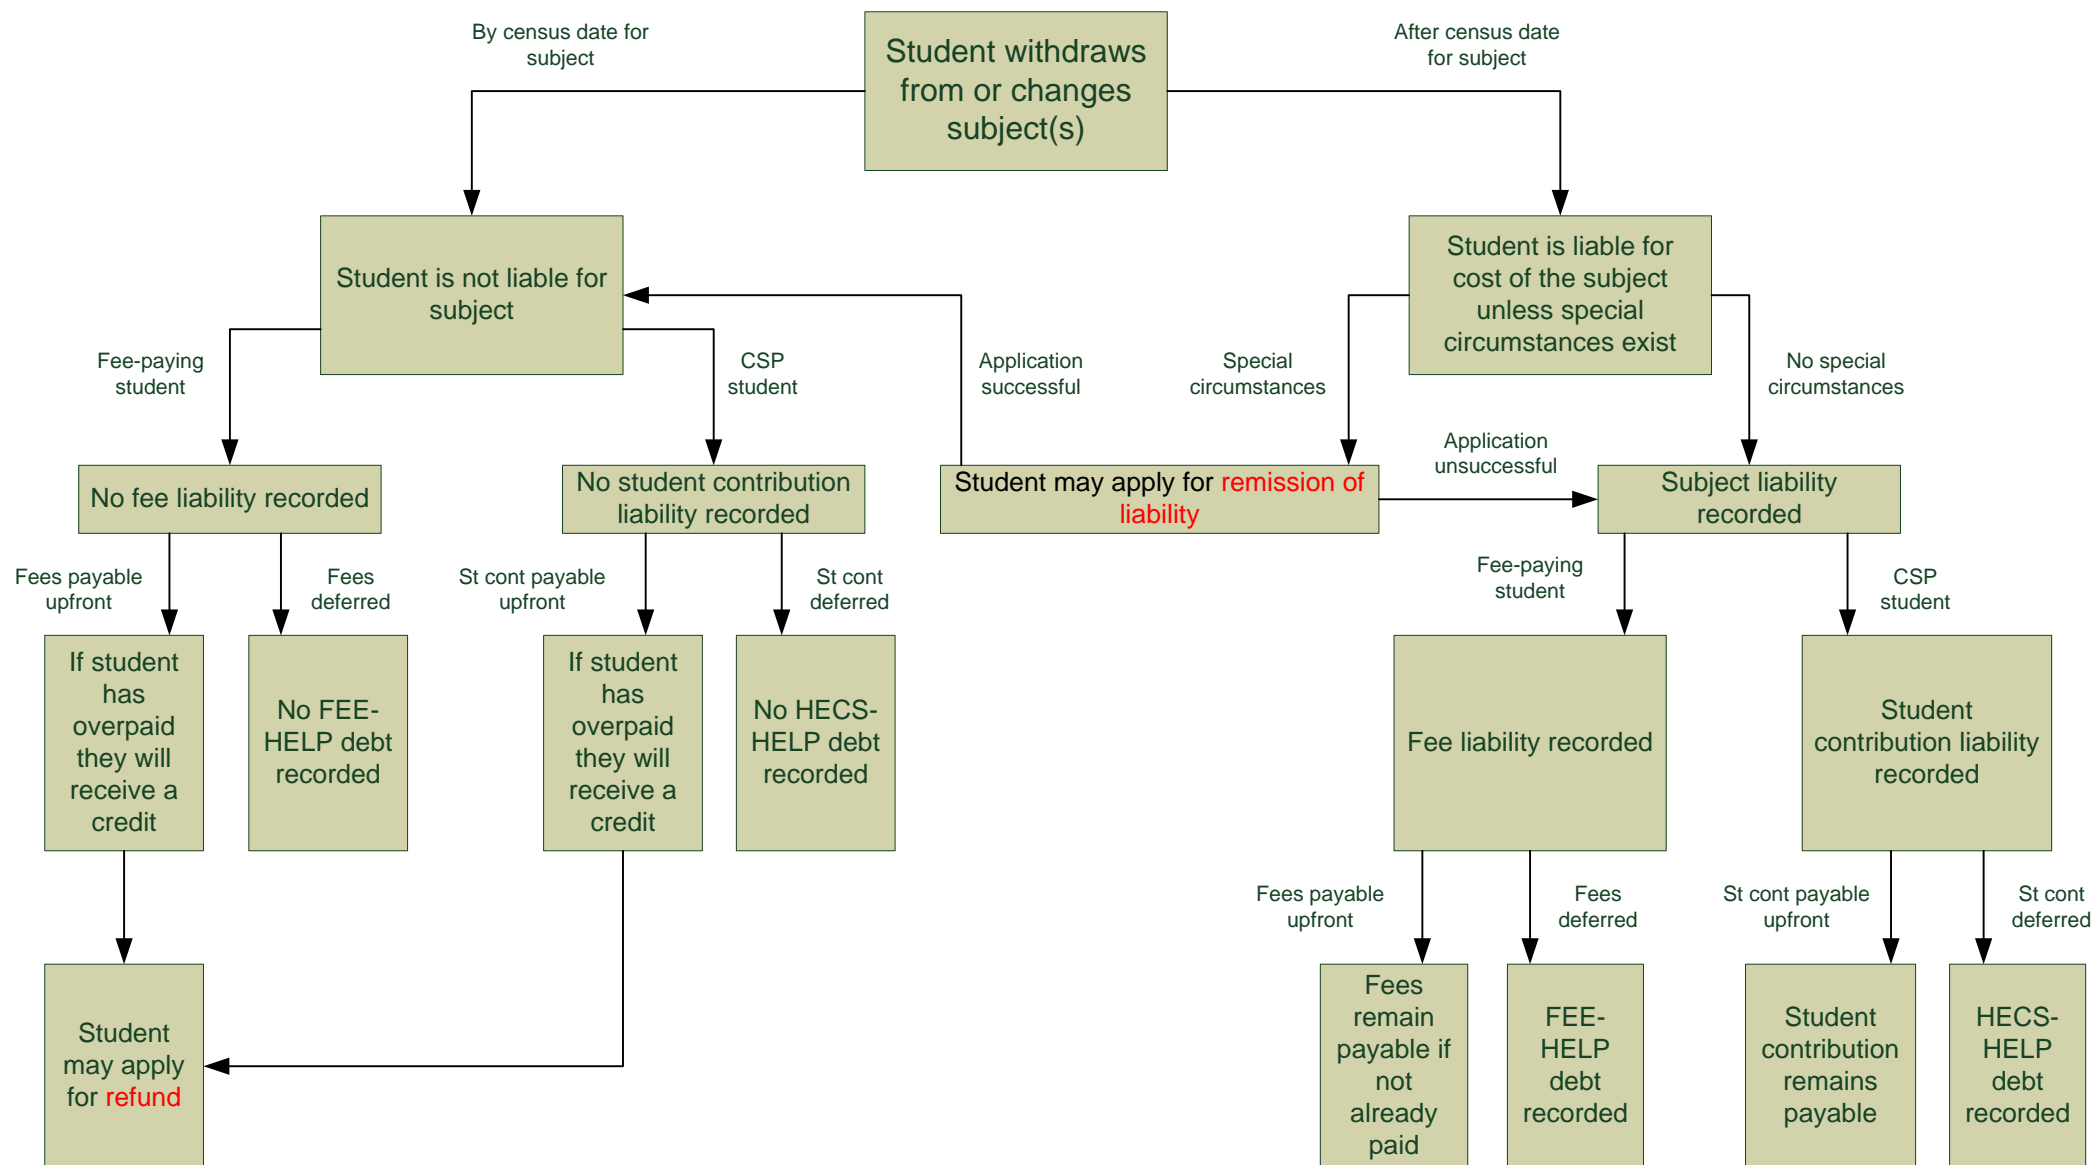 By census date for
subject
Student withdraws
from or changes
subject(s)
After census date
for subject
Student is not liable for
subject
Student is liable for
cost of the subject
unless special
circumstances exist
Fee-paying
student
CSP
student
Application
successful
Special
circumstances
No special
circumstances
Application
unsuccessful
No fee liability recorded
No student contribution
liability recorded
Student may apply for remission of
liability
Subject liability
recorded
Fees payable
upfront
Fees
deferred
St cont payable
upfront
St cont
deferred
Fee-paying
student
CSP
student
If student
has
overpaid
they will
receive a
credit
No FEE-
HELP debt
recorded
If student
has
overpaid
they will
receive a
credit
No HECS-
HELP debt
recorded
Fee liability recorded
Student
contribution liability
recorded
Fees payable
upfront
Fees
deferred
St cont payable
upfront
St cont
deferred
Student
may apply
for refund
Fees
remain
payable if
not
already
paid
FEE-
HELP
debt
recorded
Student
contribution
remains
payable
HECS-
HELP
debt
recorded